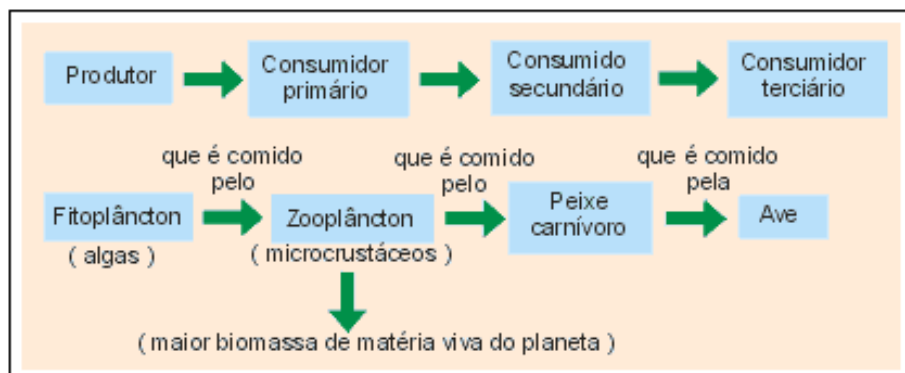 Produtor
Consumidor
primário
Consumido
secundário
Consumidor
terciário
que é comido
pelo
que é comido
pelo
que é comido
pela
Fitoplâncton
( algas )
Zooplâncton
( microcrustáceos )
Peixe
carnívoro
Ave
( maior biomassa de matéria viva do planeta )